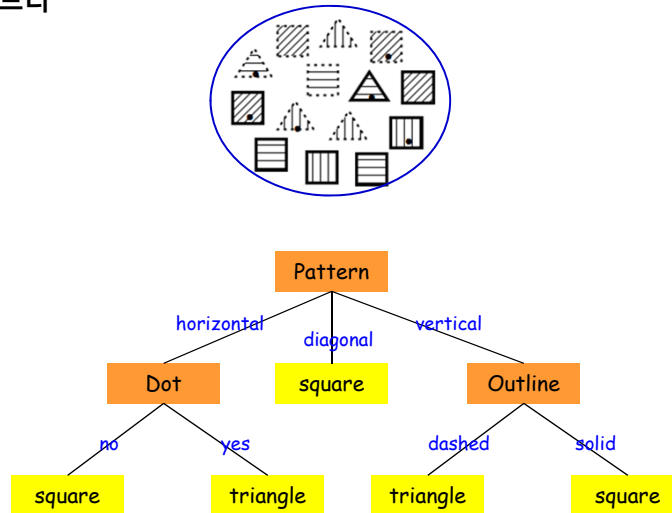 Pattern
horizontal
diagonal
vertical
Dot
square
Outline
no
yes
dashed
solid
square
triangle
triangle
square